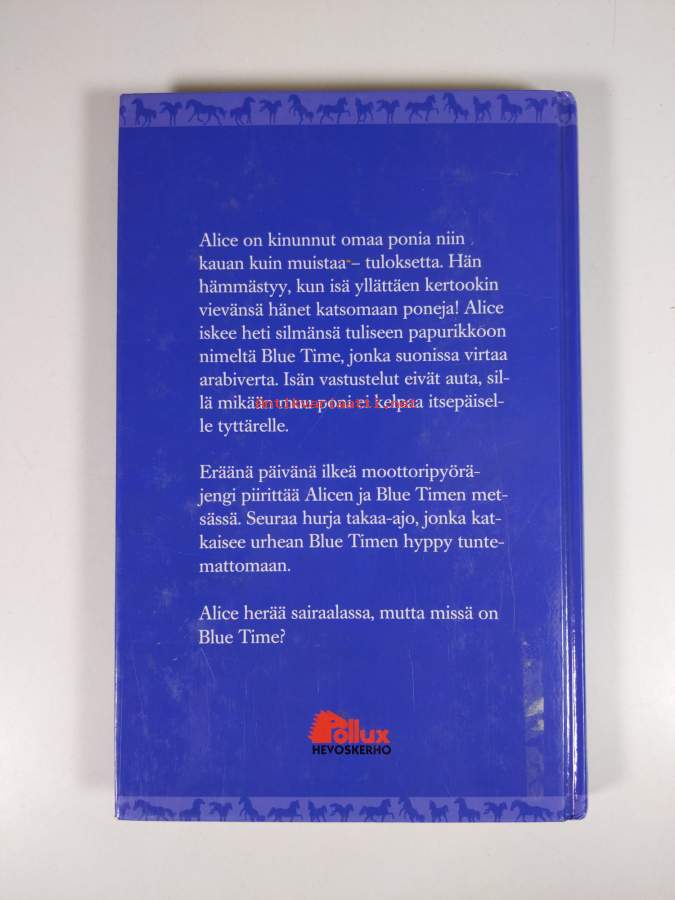 Alice on kinunnut omaa ponia niin
kauan kuin muistaa – tuloksetta. Hän
hämmästyy, kun isä yllättäen kertookin
vievänsä hänet katsomaan poneja! Alice
iskee heti silmänsä tuliseen papurikkoon
nimeltä Blue Time, jonka suonissa virtaa
arabiverta. Isän vastustelut eivät auta, sil-
lä mikään muu poni ei kelpaa itsepäisel-
le tyttärelle.
Eräänä päivänä ilkeä moottoripyörä-
jengi piirittää Alicen ja Blue Timen met-
sässä. Seuraa hurja takaa-ajo, jonka kat-
kaisee urhean Blue Timen hyppy tunte-
mattomaan.
Alice herää sairaalassa, mutta missä on
Blue Time?
Pollux
HEVOSKERHO